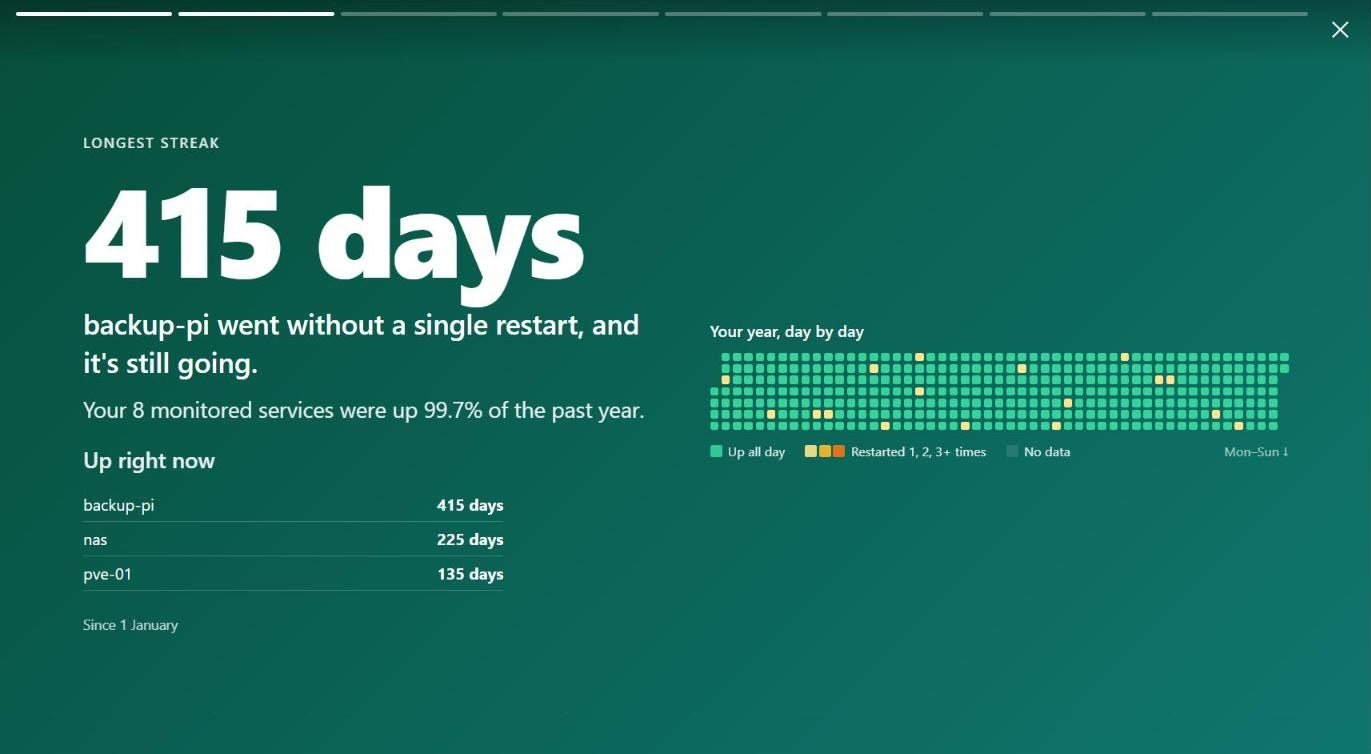 LONGEST STREAK
415 days
backup-pi went without a single restart, and
it's still going.
Your 8 monitored services were up 99.7% of the past year.
Up right now
backup-pi 415 days
nas 225 days
pve-01 135 days
Since 1 January
Your year, day by day
Up all day Restarted 1, 2, 3+ times No data Mon–Sun ↓